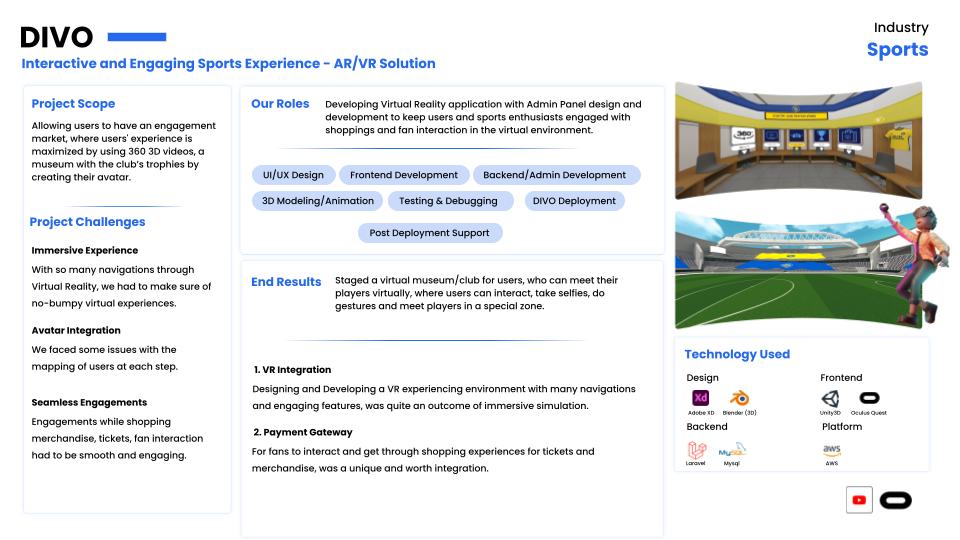 DIVO
Industry
Sports
Interactive and Engaging Sports Experience - AR/VR Solution
Project Scope
Allowing users to have an engagement
market, where users' experience is
maximized by using 360 3D videos, a
museum with the club's trophies by
creating their avatar.
Project Challenges
Immersive Experience
With so many navigations through
Virtual Reality, we had to make sure of
no-bumpy virtual experiences.
Avatar Integration
We faced some issues with the
mapping of users at each step.
Seamless Engagements
Engagements while shopping
merchandise, tickets, fan interaction
had to be smooth and engaging.
Our Roles
Developing Virtual Reality application with Admin Panel design and
development to keep users and sports enthusiasts engaged with
shoppings and fan interaction in the virtual environment.
UI/UX Design
Frontend Development
Backend/Admin Development
3D Modeling/Animation
Testing & Debugging
DIVO Deployment
Post Deployment Support
End Results
Staged a virtual museum/club for users, who can meet their
players virtually, where users can interact, take selfies, do
gestures and meet players in a special zone.
1. VR Integration
Designing and Developing a VR experiencing environment with many navigations
and engaging features, was quite an outcome of immersive simulation.
2. Payment Gateway
For fans to interact and get through shopping experiences for tickets and
merchandise, was a unique and worth integration.
360°
Technology Used
Design
Frontend
Xd
Adobe XD
Blender (3D)
Unity3D
Oculus Quest
Backend
Platform
MySQL
aws
Laravel
Mysql
AWS